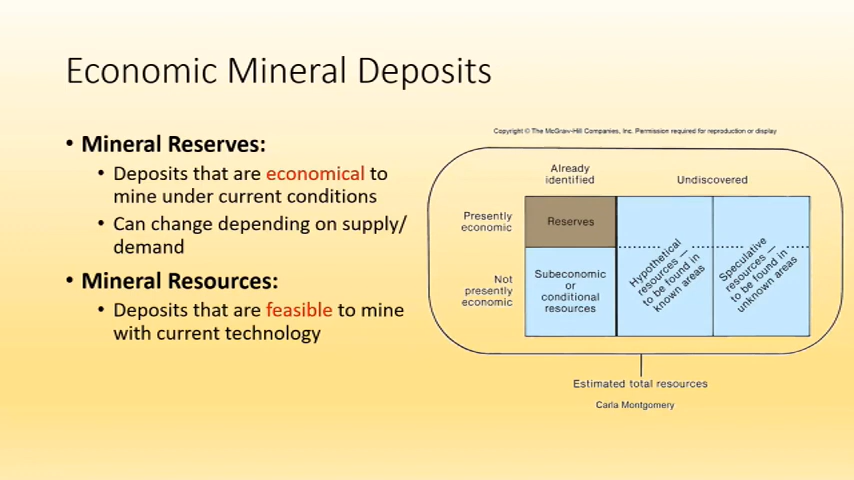 Economic Mineral Deposits
• Mineral Reserves:
• Deposits that are economical to
mine under current conditions
• Can change depending on supply/
demand
• Mineral Resources:
• Deposits that are feasible to mine
with current technology
Copyright © The McGraw-Hill Companies, Inc. Permission required for reproduction or display
Already
identified
Undiscovered
Presently
economic
Reserves
Not
presently
economic
Subeconomic
or
conditional
resources
Hypothetical
resources —
to be found in
known areas
Speculative
resources —
to be found in
unknown areas
Estimated total resources
Carla Montgomery